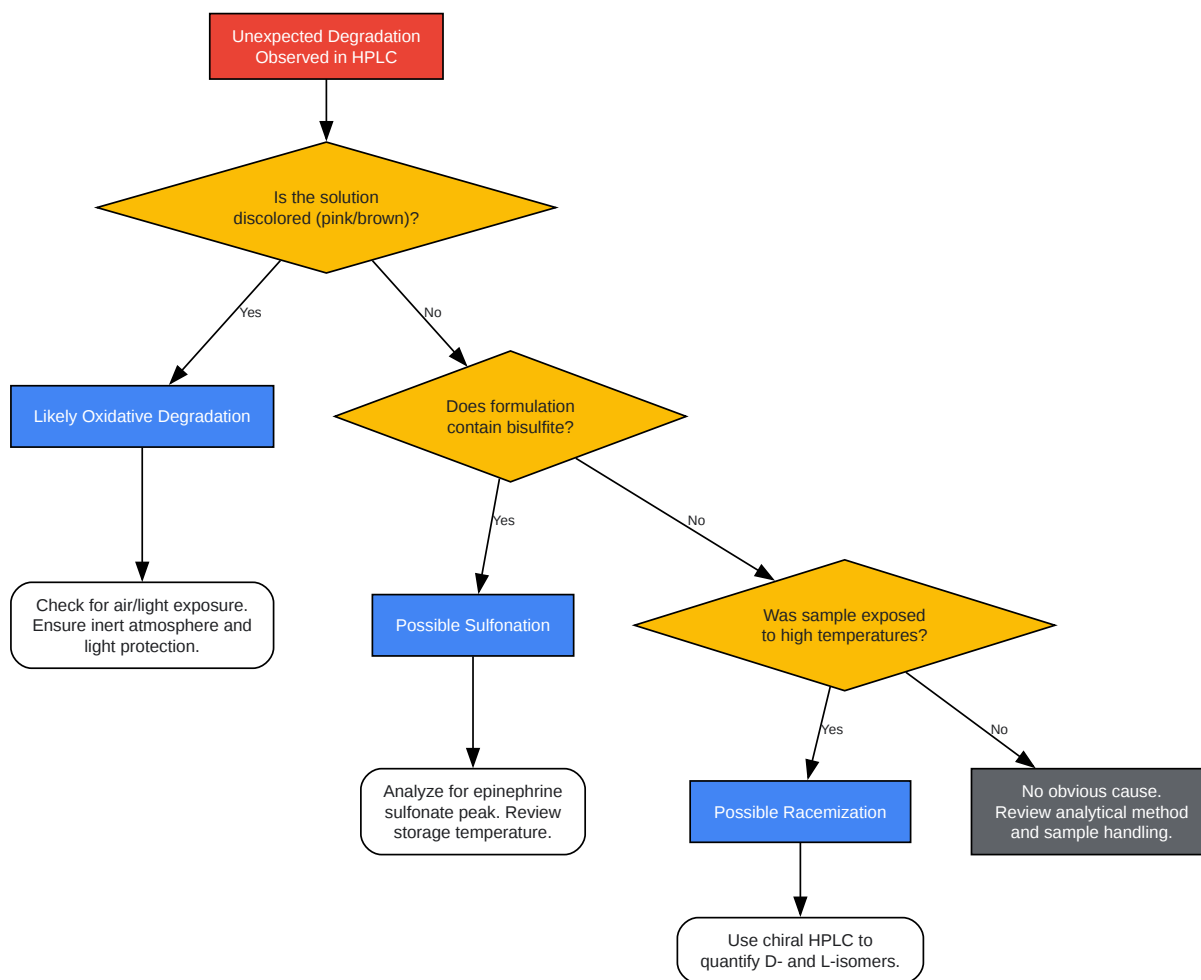 Unexpected Degradation
Observed in HPLC
Is the solution
discolored (pink/brown)?
Yes
No
Likely Oxidative Degradation
Does formulation
contain bisulfite?
Yes
No
Check for air/light exposure.
Ensure inert atmosphere and
light protection.
Possible Sulfonation
Was sample exposed
to high temperatures?
Yes
No
Analyze for epinephrine
sulfonate peak. Review
storage temperature.
Possible Racemization
No obvious cause.
Review analytical method
and sample handling.
Use chiral HPLC to
quantify D- and L-isomers.